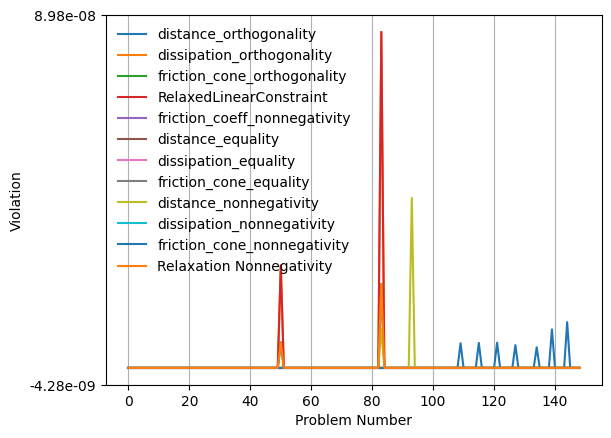 8.98e-08
distance_orthogonality
dissipation_orthogonality
friction_cone_orthogonality
RelaxedLinearConstraint
friction_coeff_nonnegativity
distance_equality
dissipation_equality
friction_cone_equality
distance_nonnegativity
dissipation_nonnegativity
friction_cone_nonnegativity
Relaxation Nonnegativity
Violation
-4.28e-09
0 20 40 60 80 100 120 140
Problem Number